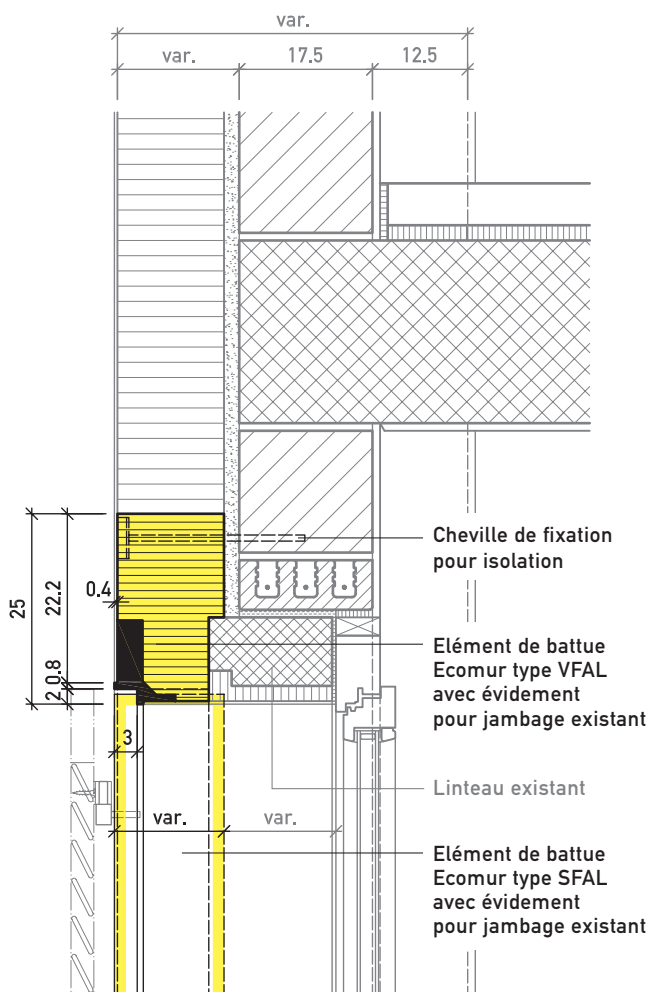 var.
var. 17.5 12.5
Cheville de fixation
pour isolation
0.4
22.2
25
0.8
2
Elément de battue
Ecomur type VFAL
avec évidement
pour jambage existant
3
Linteau existant
var. var.
Elément de battue
Ecomur type SFAL
avec évidement
pour jambage existant